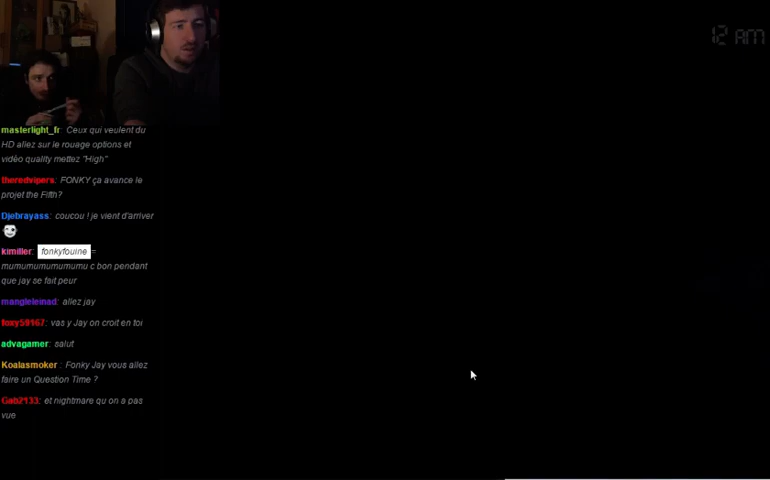 12 AM
masterlight_fr: Ceux qui veulent du
HD allez sur le rouage options et
vidéo quality mettez "High"
theredvipers: FONKY ça avance le
projet the Fifth?
Djebrayass: coucou ! je vient d'arriver
kimiller: fonkyfouine =
mumumumumumumu c bon pendant
que jay se fait peur
mangleleinad: allez jay
foxy59167: vas y Jay on croit en toi
advagamer: salut
Koalasmoker : Fonky Jay vous allez
faire un Question Time ?
Gab2133: et nightmare qu on a pas
vue